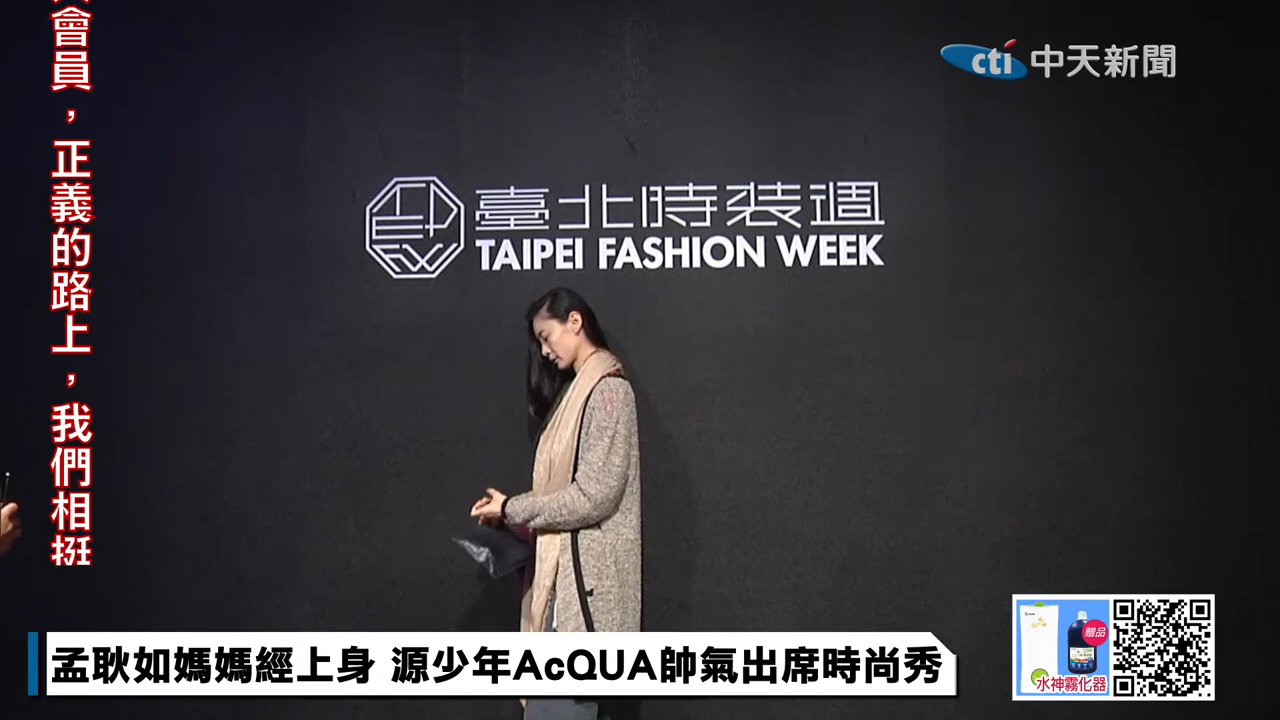 會員，正義的路上，我們相挺
cti 中天新聞
臺北時裝週
TAIPEI FASHION WEEK
孟耿如媽媽經上身 源少年AcQUA帥氣出席時尚秀
贈品
水神霧化器